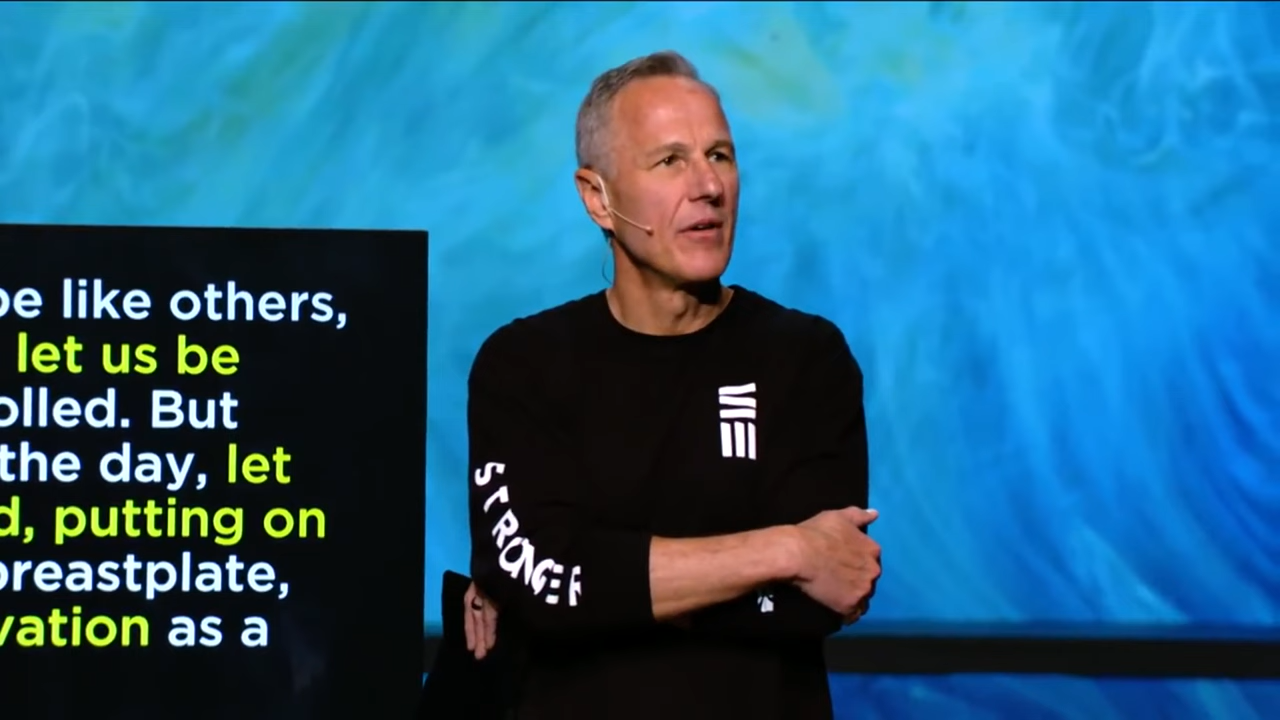 be like others,
let us be
olled. But
the day, let
d, putting on
breastplate,
vation as a
STRONGER